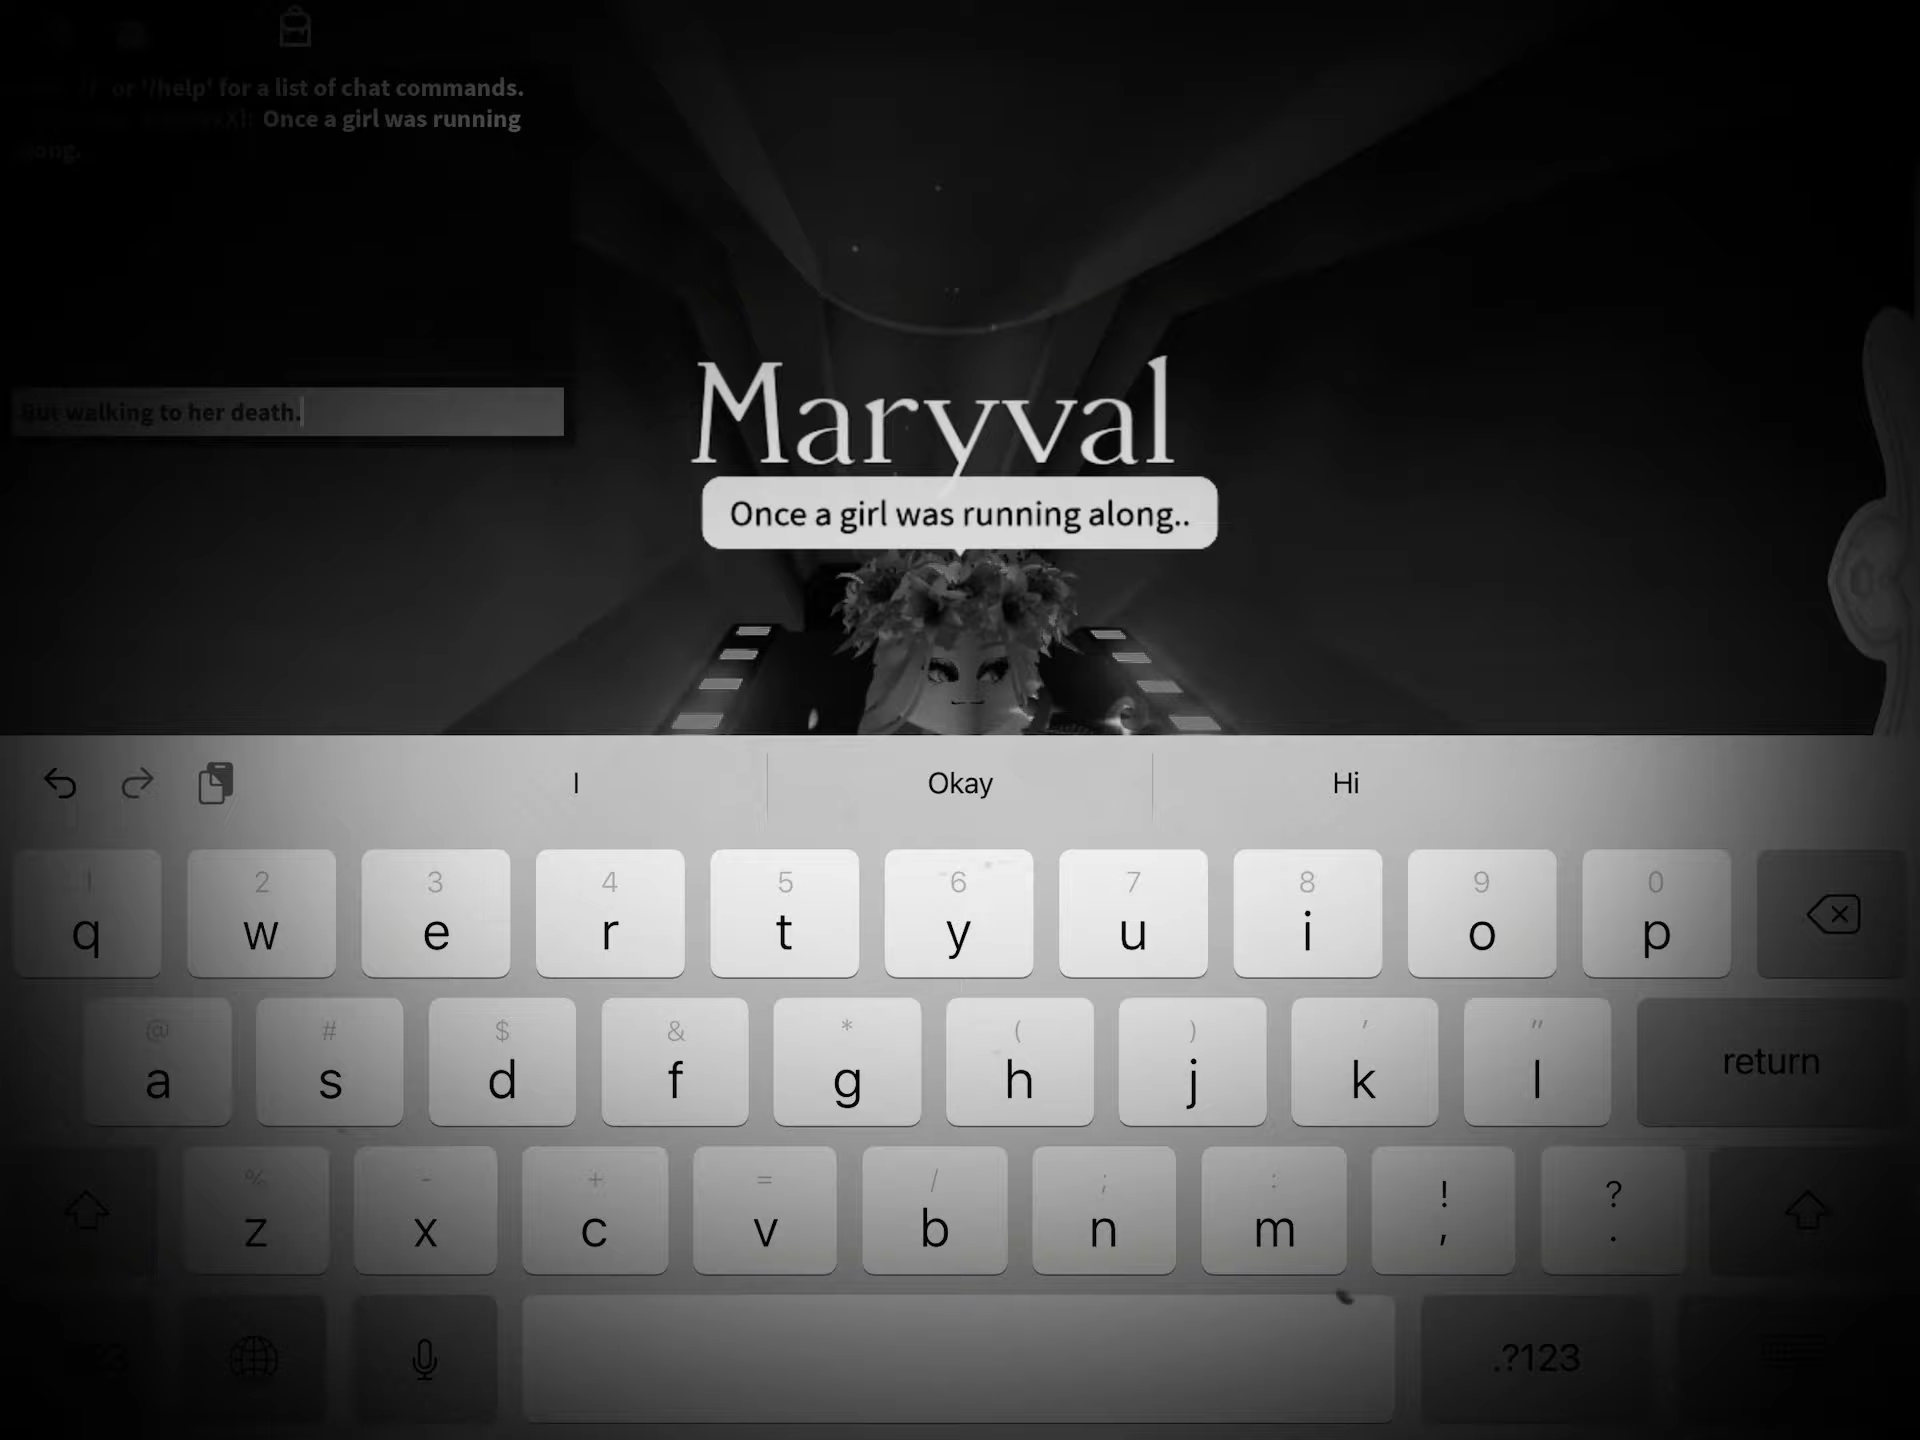 or '/help' for a list of chat commands.
Once a girl was running
along.
But walking to her death.
Maryval
Once a girl was running along..
I Okay Hi
! 2 3 4 5 6 7 8 9 0
q w e r t y u i o p
@ # $ & * ( ) ' "
a s d f g h j k l return
% - + = / ; : ! ?
z x c v b n m , .
.?123